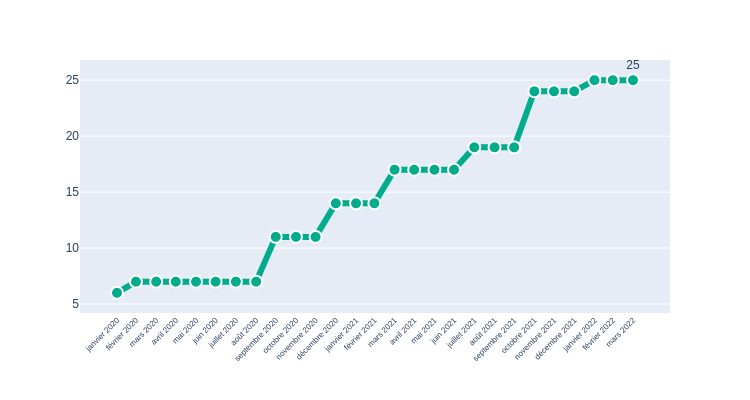 25
25
20
15
10
5
janvier 2020
février 2020
mars 2020
avril 2020
mai 2020
juin 2020
juillet 2020
août 2020
septembre 2020
octobre 2020
novembre 2020
décembre 2020
janvier 2021
février 2021
mars 2021
avril 2021
mai 2021
juin 2021
juillet 2021
août 2021
septembre 2021
octobre 2021
novembre 2021
décembre 2021
janvier 2022
février 2022
mars 2022